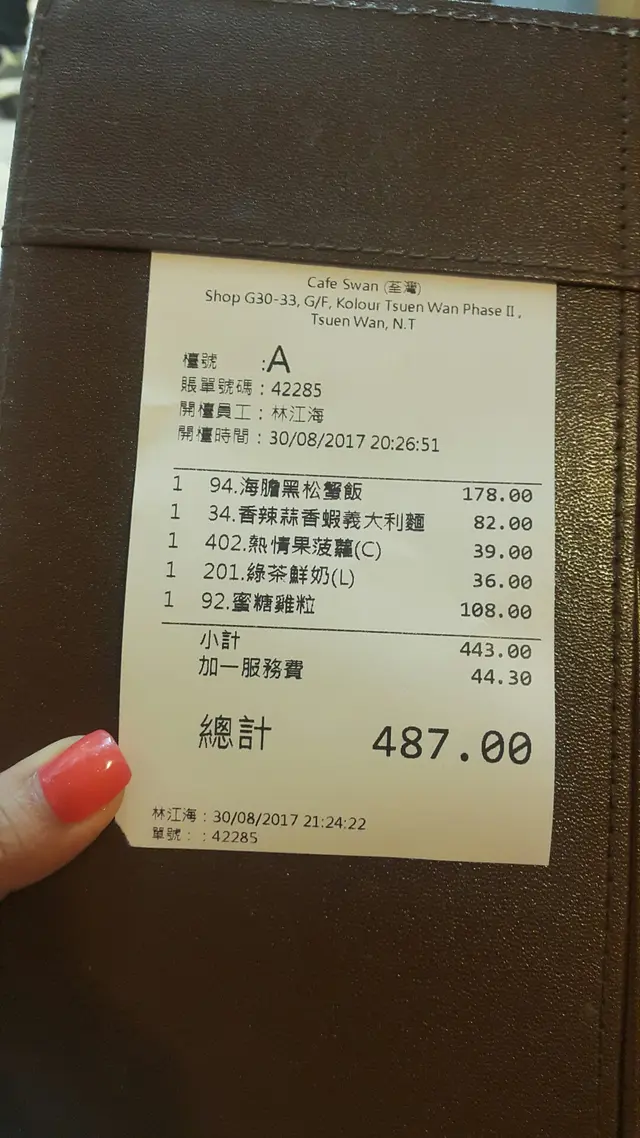 Cafe Swan (荃灣)
Shop G30-33, G/F, Kolour Tsuen Wan Phase II ,
Tsuen Wan, N.T
檯號 :A
賬單號碼 : 42285
開檯員工 : 林江海
開檯時間 : 30/08/2017 20:26:51
1 94.海膽黑松蟹飯 178.00
1 34.香辣蒜香蝦義大利麵 82.00
1 402.熱情果菠蘿(C) 39.00
1 201.綠茶鮮奶(L) 36.00
1 92.蜜糖雞粒 108.00
小計 443.00
加一服務費 44.30
總計 487.00
林江海 : 30/08/2017 21:24:22
單號 : : 42285